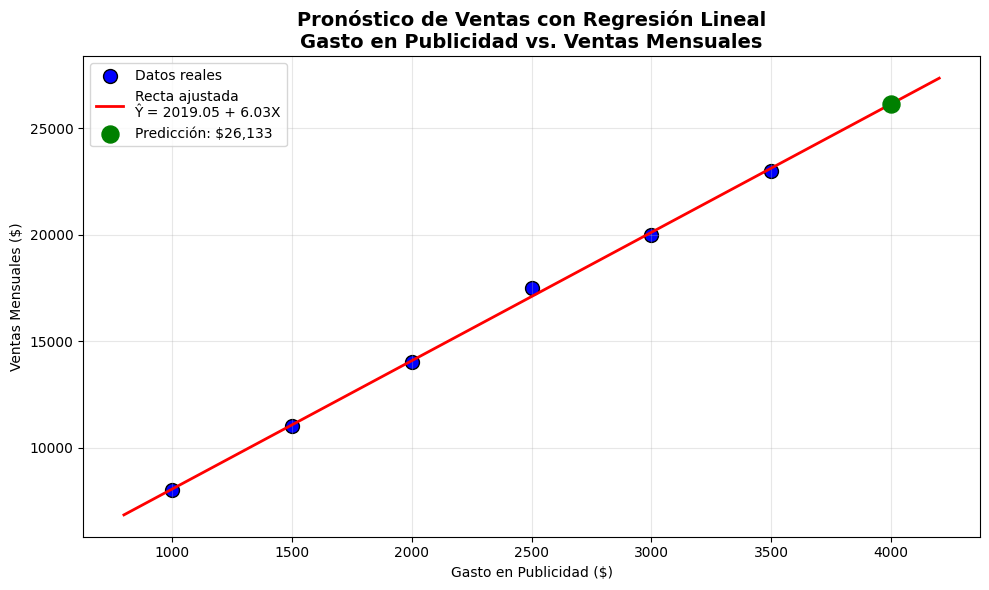 Pronóstico de Ventas con Regresión Lineal
Gasto en Publicidad vs. Ventas Mensuales
Datos reales
Recta ajustada
Ŷ = 2019.05 + 6.03X
Predicción: $26,133
Ventas Mensuales ($)
25000
20000
15000
10000
1000 1500 2000 2500 3000 3500 4000
Gasto en Publicidad ($)